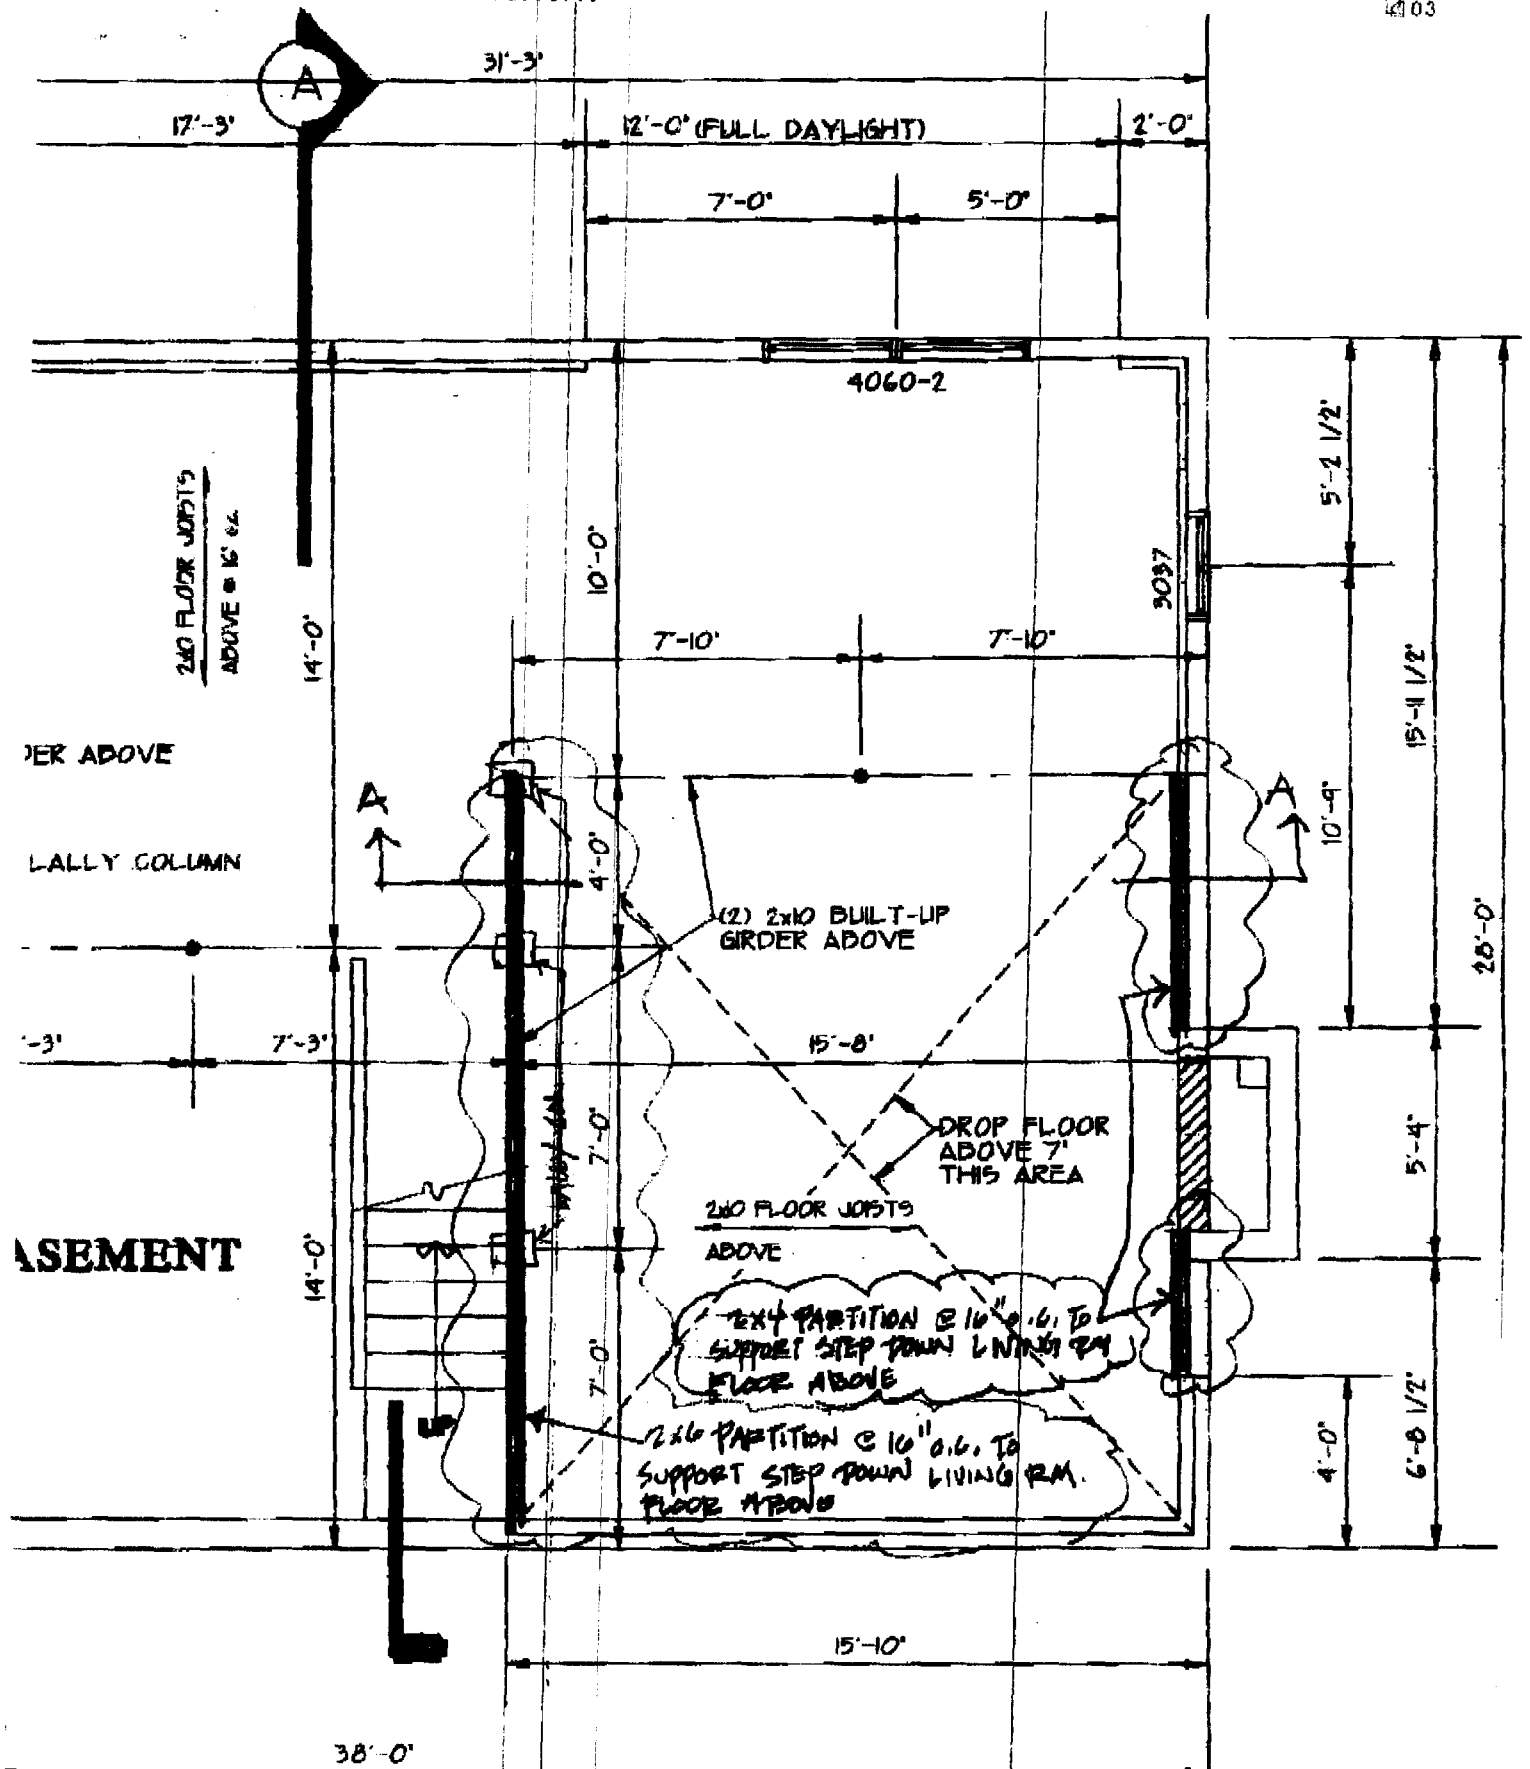 03
31'-3"
A
17'-3"
12'-0" (FULL DAYLIGHT)
2'-0"
7'-0"
5'-0"
4060-2
5'-2 1/2"
2x10 FLOOR JOISTS
ABOVE @ 16" o.c.
10'-0"
3037
14'-0"
7'-10"
7'-10"
15'-11 1/2"
ER ABOVE
A
A
10'-9"
LALLY COLUMN
4'-0"
(2) 2x10 BUILT-UP
GIRDER ABOVE
28'-0"
-3"
7'-3"
15'-8"
7'-0"
DROP FLOOR
ABOVE 7"
THIS AREA
5'-4"
2x10 FLOOR JOISTS
ABOVE
ASEMENT
14'-0"
2x4 PARTITION @ 16" o.c. TO
SUPPORT STEP DOWN LIVING RM
FLOOR ABOVE
7'-0"
UP
2x6 PARTITION @ 16" o.c. TO
SUPPORT STEP DOWN LIVING RM.
FLOOR ABOVE
4'-0"
6'-8 1/2"
15'-10"
38'-0"